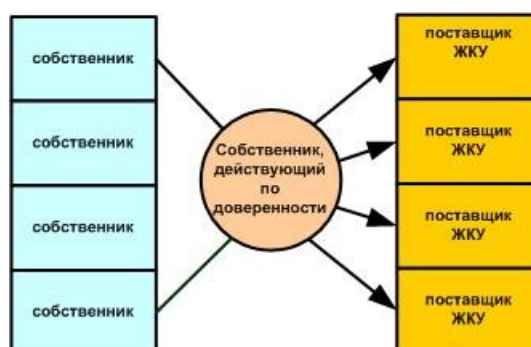 собственник
собственник
собственник
собственник
Собственник,
действующий
по
доверенности
поставщик
ЖКУ
поставщик
ЖКУ
поставщик
ЖКУ
поставщик
ЖКУ